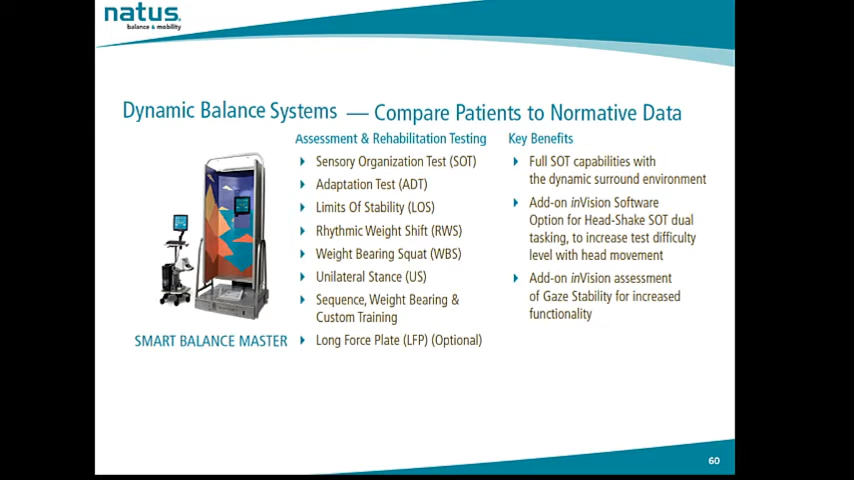 natus.
balance & mobility
Dynamic Balance Systems — Compare Patients to Normative Data
Assessment & Rehabilitation Testing
Sensory Organization Test (SOT)
Adaptation Test (ADT)
Limits Of Stability (LOS)
Rhythmic Weight Shift (RWS)
Weight Bearing Squat (WBS)
Unilateral Stance (US)
Sequence, Weight Bearing &
Custom Training
Long Force Plate (LFP) (Optional)
Key Benefits
Full SOT capabilities with
the dynamic surround environment
Add-on inVision Software
Option for Head-Shake SOT dual
tasking, to increase test difficulty
level with head movement
Add-on inVision assessment
of Gaze Stability for increased
functionality
SMART BALANCE MASTER
60